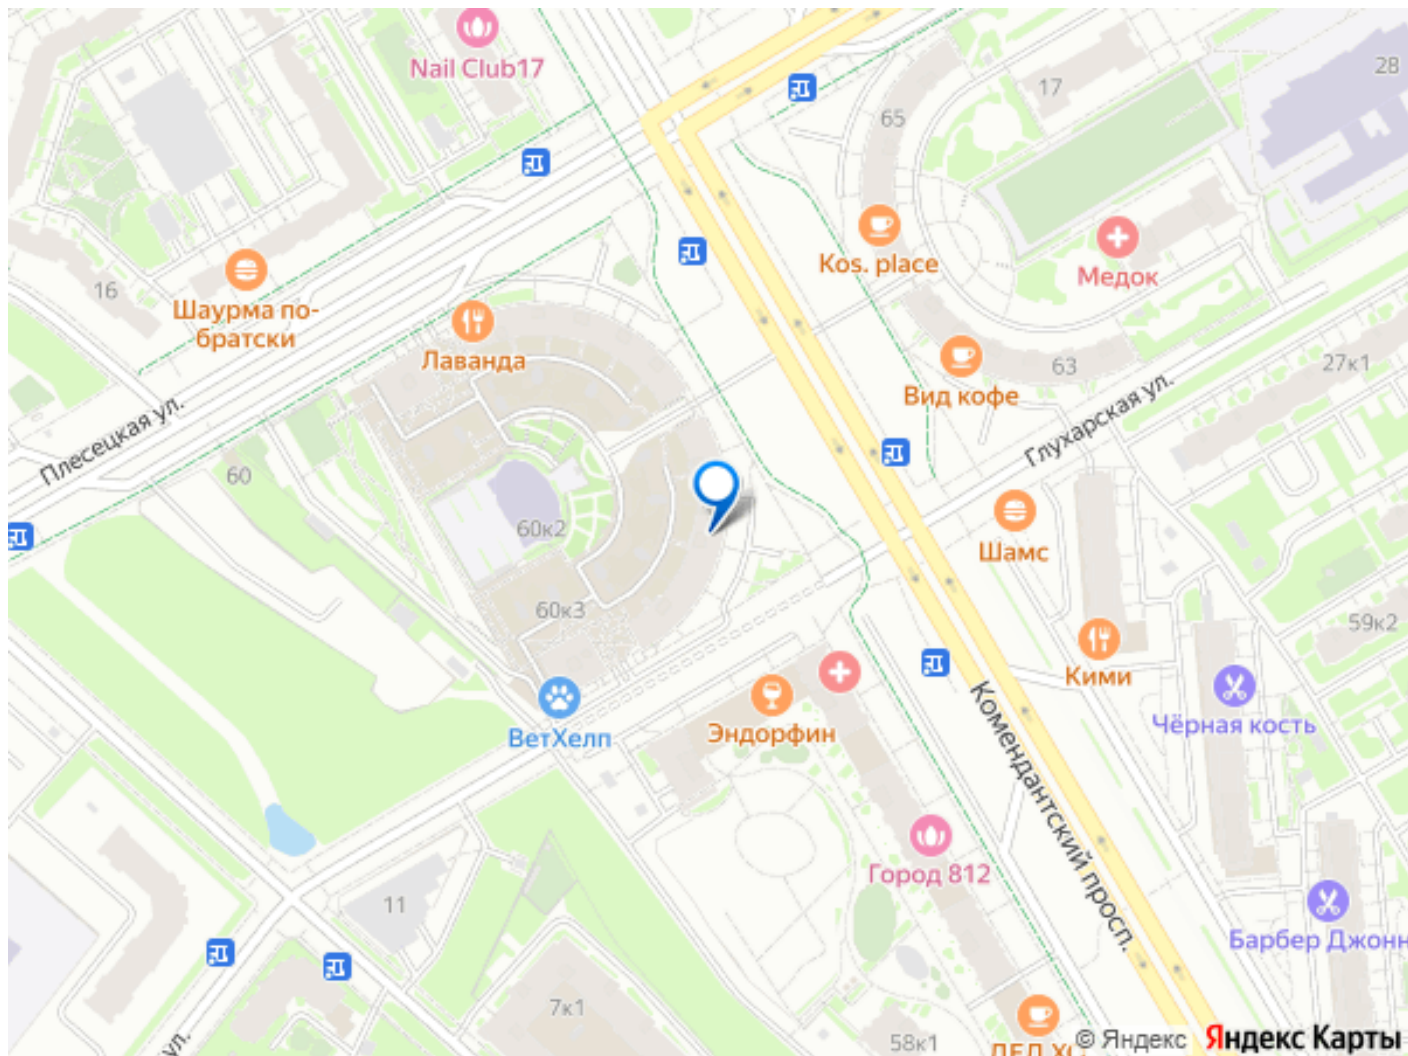 Nail Club17
28
17
65
Kos. place
Медок
16
Шаурма по-
братски
Лаванда
63
27к1
Вид кофе
Глухарская ул.
Плесецкая ул.
60
60к2
Шамс
60к3
59к2
Кими
ВетХелп
Эндорфин
Чёрная кость
Комендантский просп.
Город 812
11
Барбер Джонн
7к1
ул.
58к1
© Яндекс
Яндекс Карты